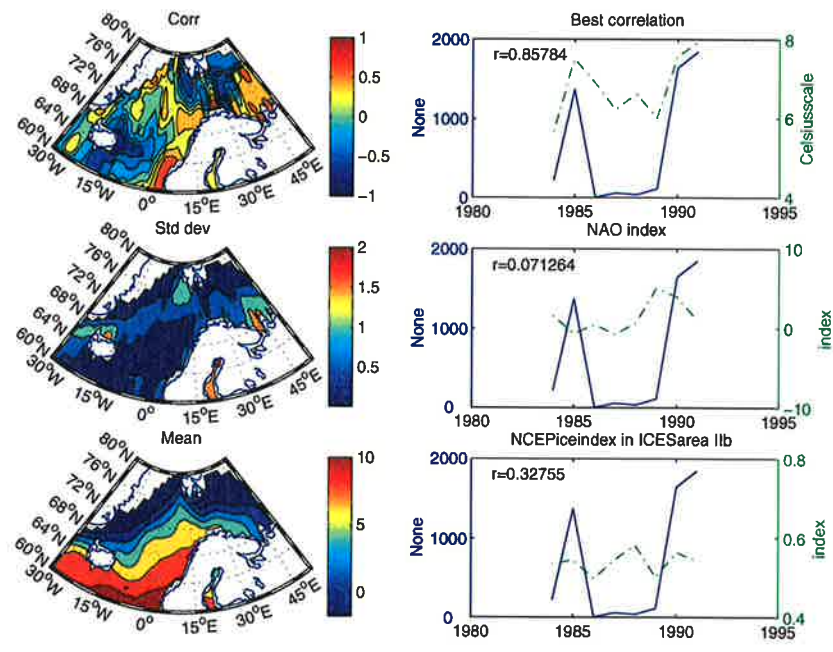 Corr
80°N
76°N
72°N
68°N
64°N
60°N
30°W
15°W
0°
15°E
30°E
45°E
1
0.5
0
−0.5
−1
Best correlation
r=0.85784
2000
1000
0
None
8
6
4
Celsiusscale
1980
1985
1990
1995
Std dev
80°N
76°N
72°N
68°N
64°N
60°N
30°W
15°W
0°
15°E
30°E
45°E
2
1.5
1
0.5
NAO index
r=0.071264
2000
1000
0
None
10
0
−10
index
1980
1985
1990
1995
Mean
80°N
76°N
72°N
68°N
64°N
60°N
30°W
15°W
0°
15°E
30°E
45°E
10
5
0
NCEPiceindex in ICESarea IIb
r=0.32755
2000
1000
0
None
0.8
0.6
0.4
index
1980
1985
1990
1995